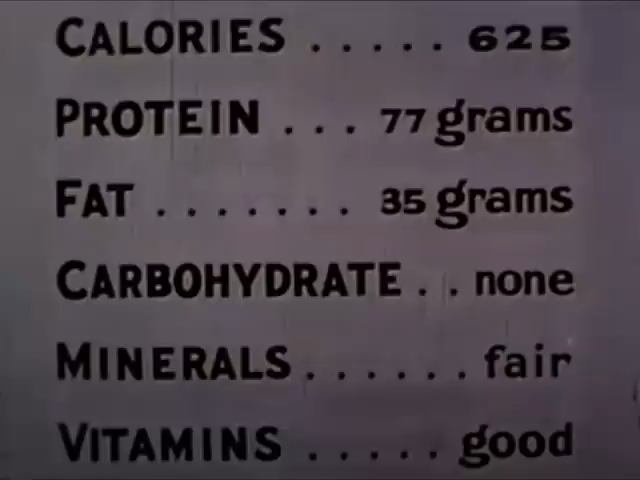 CALORIES ..... 625
PROTEIN ... 77 grams
FAT ....... 35 grams
CARBOHYDRATE .. none
MINERALS ...... fair
VITAMINS ..... good